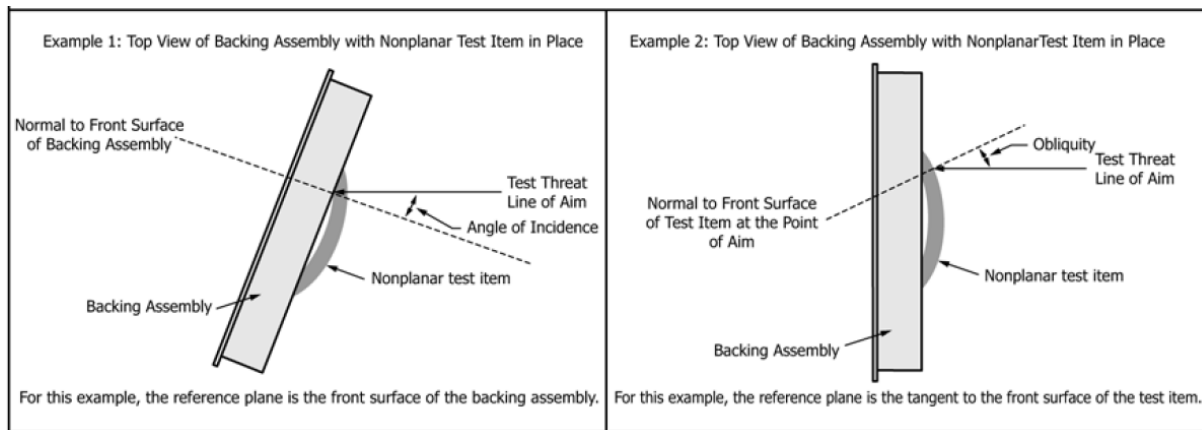 Example 1: Top View of Backing Assembly with Nonplanar Test Item in Place
Normal to Front Surface
of Backing Assembly
Test Threat
Line of Aim
Angle of Incidence
Nonplanar test item
Backing Assembly
For this example, the reference plane is the front surface of the backing assembly.
Example 2: Top View of Backing Assembly with NonplanarTest Item in Place
Obliquity
Test Threat
Line of Aim
Normal to Front Surface
of Test Item at the Point
of Aim
Nonplanar test item
Backing Assembly
For this example, the reference plane is the tangent to the front surface of the test item.